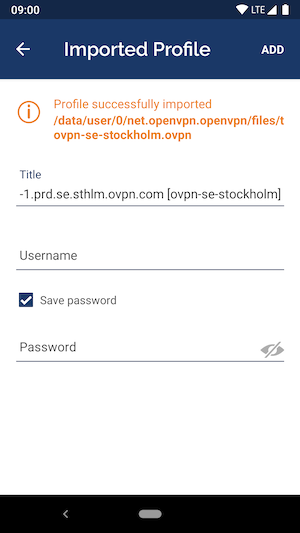 09:00
LTE
Imported Profile
ADD
Profile successfully imported
/data/user/0/net.openvpn.openvpn/files/t
ovpn-se-stockholm.ovpn
Title
-1.prd.se.sthlm.ovpn.com [ovpn-se-stockholm]
Username
Save password
Password